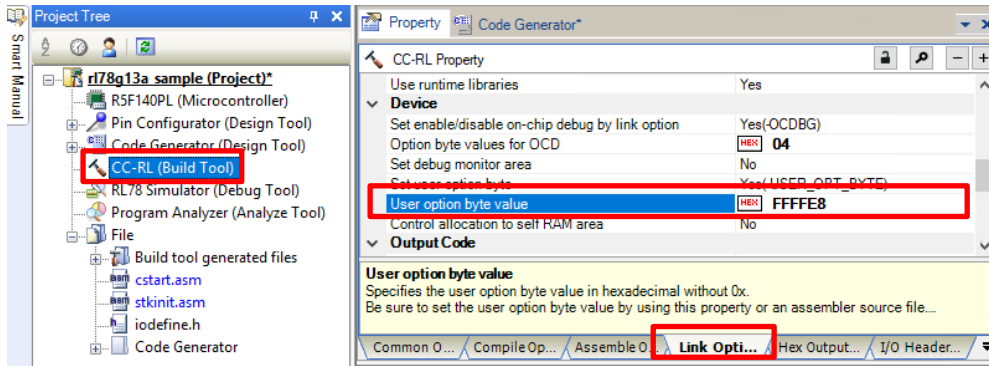 Smart Manual
Project Tree
rl78g13a sample (Project)*
R5F140PL (Microcontroller)
Pin Configurator (Design Tool)
Code Generator (Design Tool)
CC-RL (Build Tool)
RL78 Simulator (Debug Tool)
Program Analyzer (Analyze Tool)
File
Build tool generated files
asm cstart.asm
asm stkinit.asm
iodefine.h
Code Generator
Property Code Generator*
CC-RL Property
Use runtime libraries Yes
Device
Set enable/disable on-chip debug by link option Yes(-OCDBG)
Option byte values for OCD HEX 04
Set debug monitor area No
Set user option byte Yes(-USER_OPT_BYTE)
User option byte value HEX FFFFE8
Control allocation to self RAM area No
Output Code
User option byte value
Specifies the user option byte value in hexadecimal without 0x.
Be sure to set the user option byte value by using this property or an assembler source file....
Common O... Compile Op... Assemble O... Link Opti... Hex Output... I/O Header...